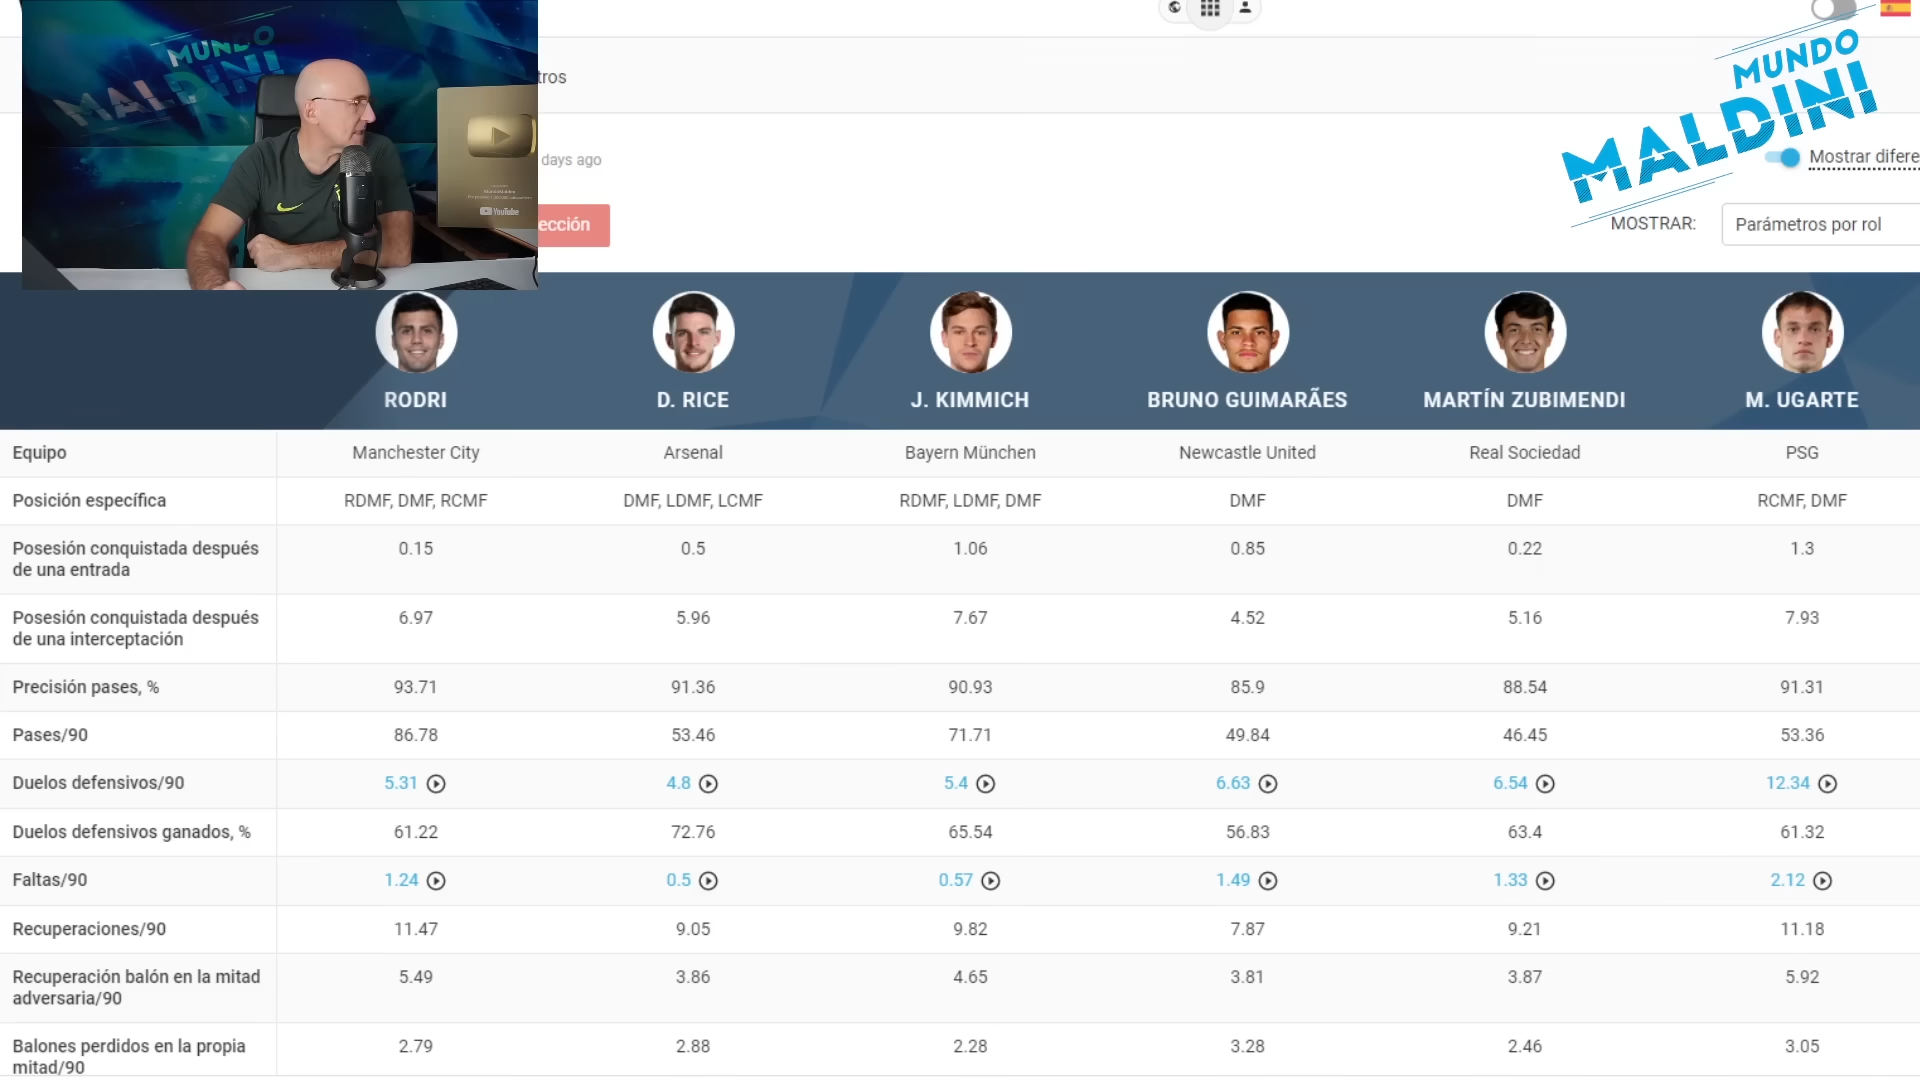 MUNDO
MALDINI
YouTube
tros
days ago
ección
MUNDO
MALDINI
Mostrar difere
MOSTRAR:
Parámetros por rol
RODRI
D. RICE
J. KIMMICH
BRUNO GUIMARÃES
MARTÍN ZUBIMENDI
M. UGARTE
Equipo
Manchester City
Arsenal
Bayern München
Newcastle United
Real Sociedad
PSG
Posición específica
RDMF, DMF, RCMF
DMF, LDMF, LCMF
RDMF, LDMF, DMF
DMF
DMF
RCMF, DMF
Posesión conquistada después
de una entrada
0.15
0.5
1.06
0.85
0.22
1.3
Posesión conquistada después
de una interceptación
6.97
5.96
7.67
4.52
5.16
7.93
Precisión pases, %
93.71
91.36
90.93
85.9
88.54
91.31
Pases/90
86.78
53.46
71.71
49.84
46.45
53.36
Duelos defensivos/90
5.31
4.8
5.4
6.63
6.54
12.34
Duelos defensivos ganados, %
61.22
72.76
65.54
56.83
63.4
61.32
Faltas/90
1.24
0.5
0.57
1.49
1.33
2.12
Recuperaciones/90
11.47
9.05
9.82
7.87
9.21
11.18
Recuperación balón en la mitad
adversaria/90
5.49
3.86
4.65
3.81
3.87
5.92
Balones perdidos en la propia
mitad/90
2.79
2.88
2.28
3.28
2.46
3.05